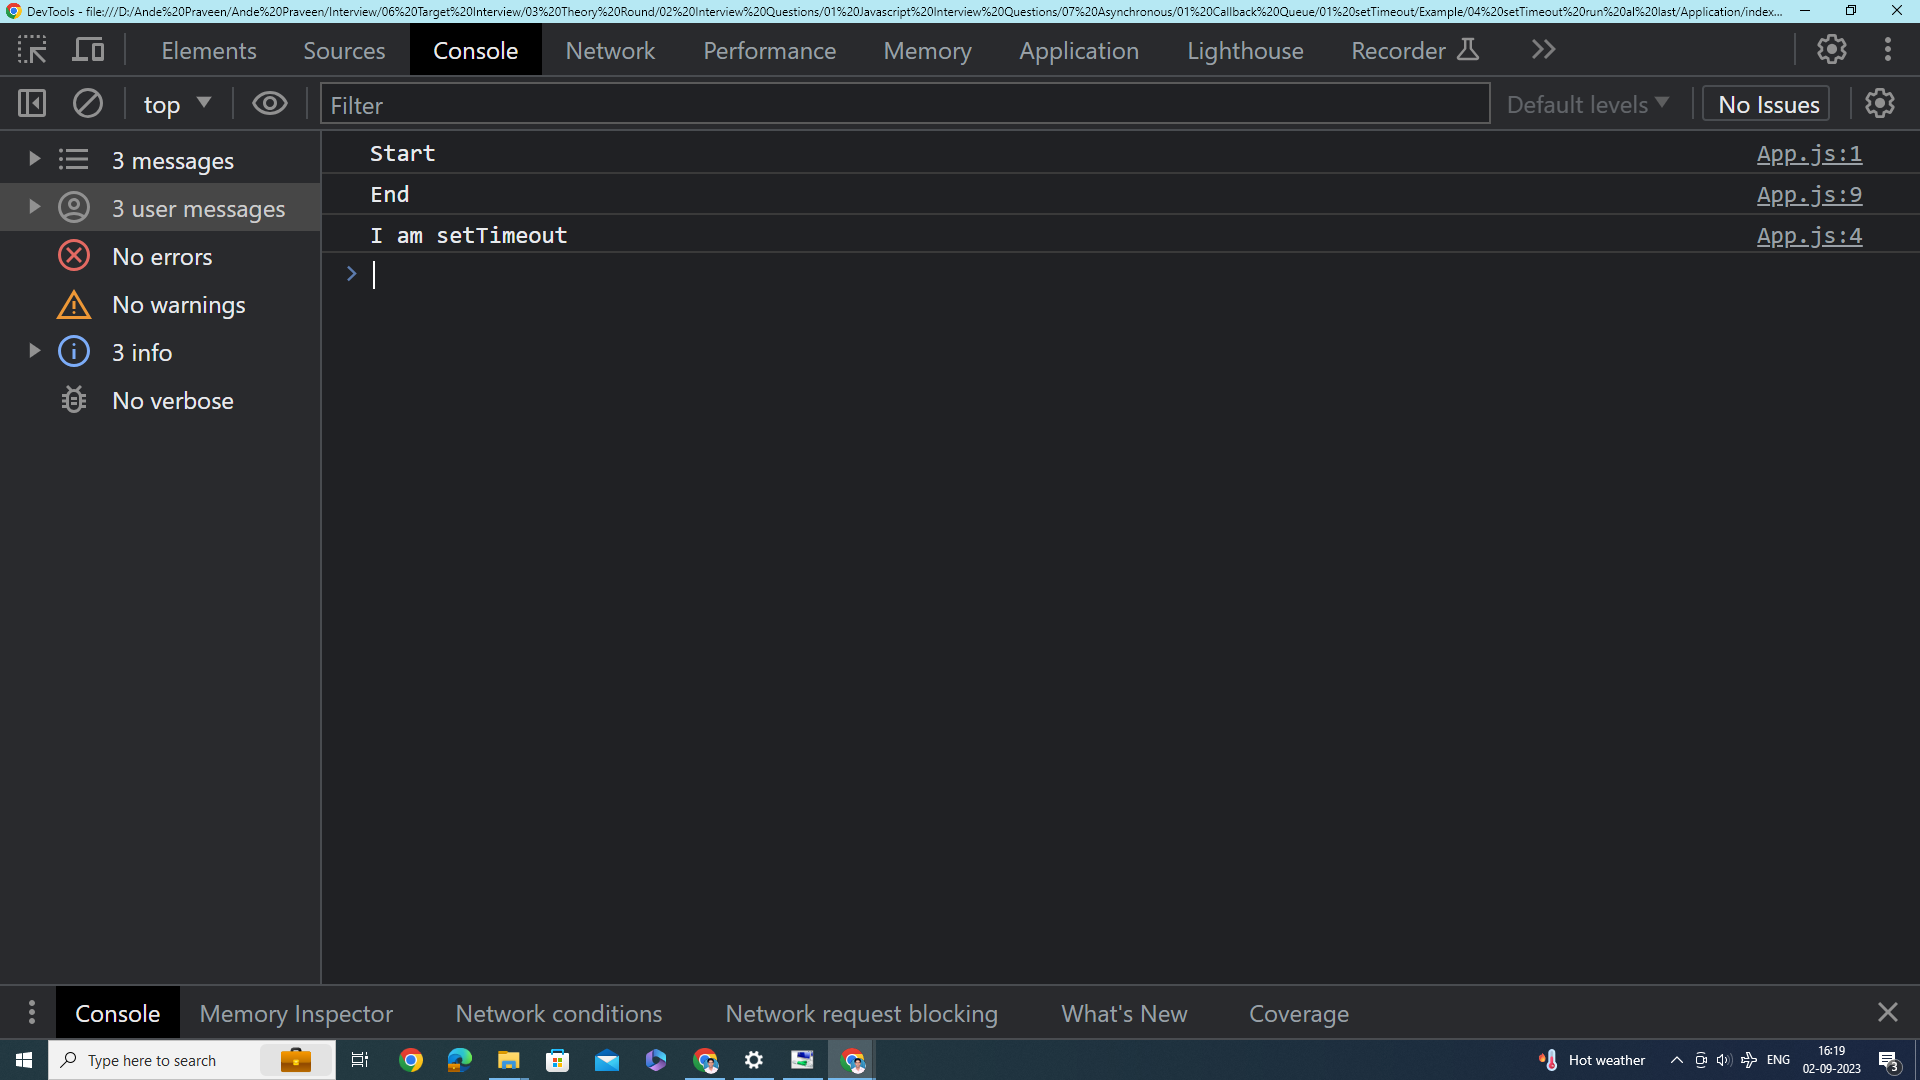 DevTools - file:///D:/Ande%20Praveen/Ande%20Praveen/Interview/06%20Target%20Interview/03%20Theory%20Round/02%20Interview%20Questions/01%20Javascript%20Interview%20Questions/07%20Asynchronous/01%20Callback%20Queue/01%20setTimeout/Example/04%20setTimeout%20run%20al%20last/Application/index...
Elements Sources Console Network Performance Memory Application Lighthouse Recorder
top Filter Default levels No Issues
3 messages
3 user messages
No errors
No warnings
3 info
No verbose
Start App.js:1
End App.js:9
I am setTimeout App.js:4
Console Memory Inspector Network conditions Network request blocking What's New Coverage
Type here to search Hot weather ENG 16:19
02-09-2023 3